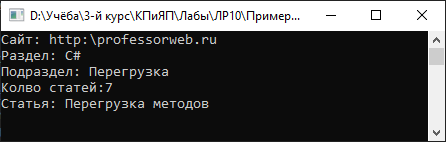 D:\Учёба\3-й курс\КПиЯП\Лабы\ЛР10\Пример...
Сайт: http:\professorweb.ru
Раздел: C#
Подраздел: Перегрузка
Колво статей:7
Статья: Перегрузка методов